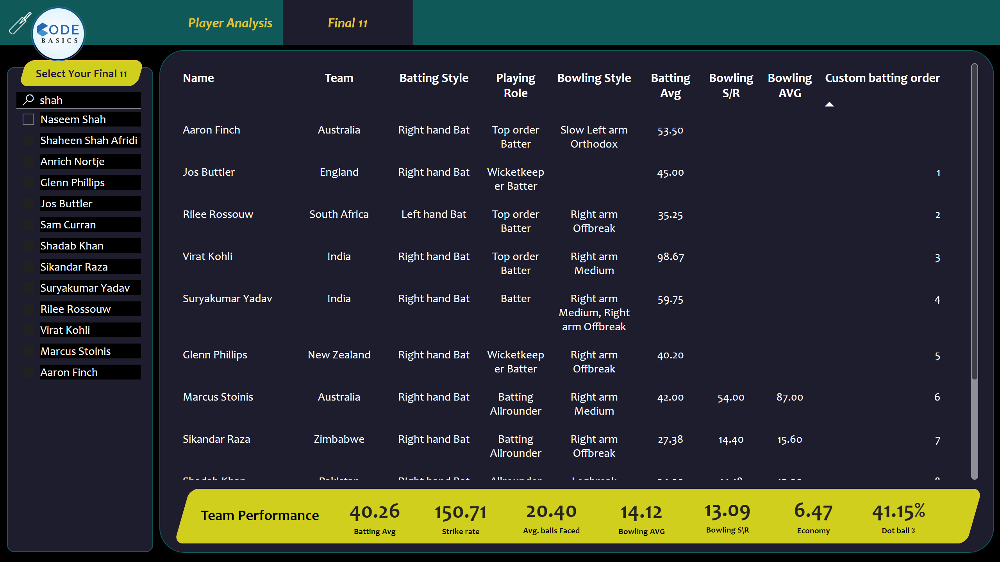 CODE
BASICS
Player Analysis
Final 11
Select Your Final 11
shah
Naseem Shah
Shaheen Shah Afridi
Anrich Nortje
Glenn Phillips
Jos Buttler
Sam Curran
Shadab Khan
Sikandar Raza
Suryakumar Yadav
Rilee Rossouw
Virat Kohli
Marcus Stoinis
Aaron Finch
Name Team Batting Style Playing Bowling Style Batting Bowling Bowling Custom batting order
Role Avg S/R AVG
Aaron Finch Australia Right hand Bat Top order Slow Left arm 53.50
Batter Orthodox
Jos Buttler England Right hand Bat Wicketkeep 45.00 1
er Batter
Rilee Rossouw South Africa Left hand Bat Top order Right arm 35.25 2
Batter Offbreak
Virat Kohli India Right hand Bat Top order Right arm 98.67 3
Batter Medium
Suryakumar Yadav India Right hand Bat Batter Right arm 59.75 4
Medium, Right
arm Offbreak
Glenn Phillips New Zealand Right hand Bat Wicketkeep Right arm 40.20 5
er Batter Offbreak
Marcus Stoinis Australia Right hand Bat Batting Right arm 42.00 54.00 87.00 6
Allrounder Medium
Sikandar Raza Zimbabwe Right hand Bat Batting Right arm 27.38 14.40 15.60 7
Allrounder Offbreak
Shadab Khan Pakistan Right hand Bat Allrounder Legbreak 8
Team Performance 40.26 150.71 20.40 14.12 13.09 6.47 41.15%
Batting Avg Strike rate Avg. balls Faced Bowling AVG Bowling S\R Economy Dot ball %